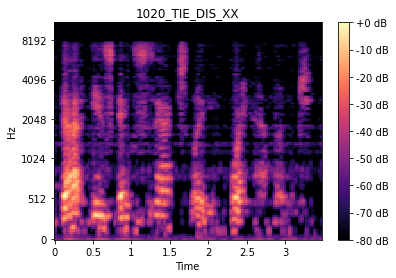 1020_TIE_DIS_XX
+0 dB
8192
-10 dB
4096
-20 dB
-30 dB
Hz
2048
-40 dB
1024
-50 dB
512
-60 dB
-70 dB
0
-80 dB
0 0.5 1 1.5 2 2.5 3
Time